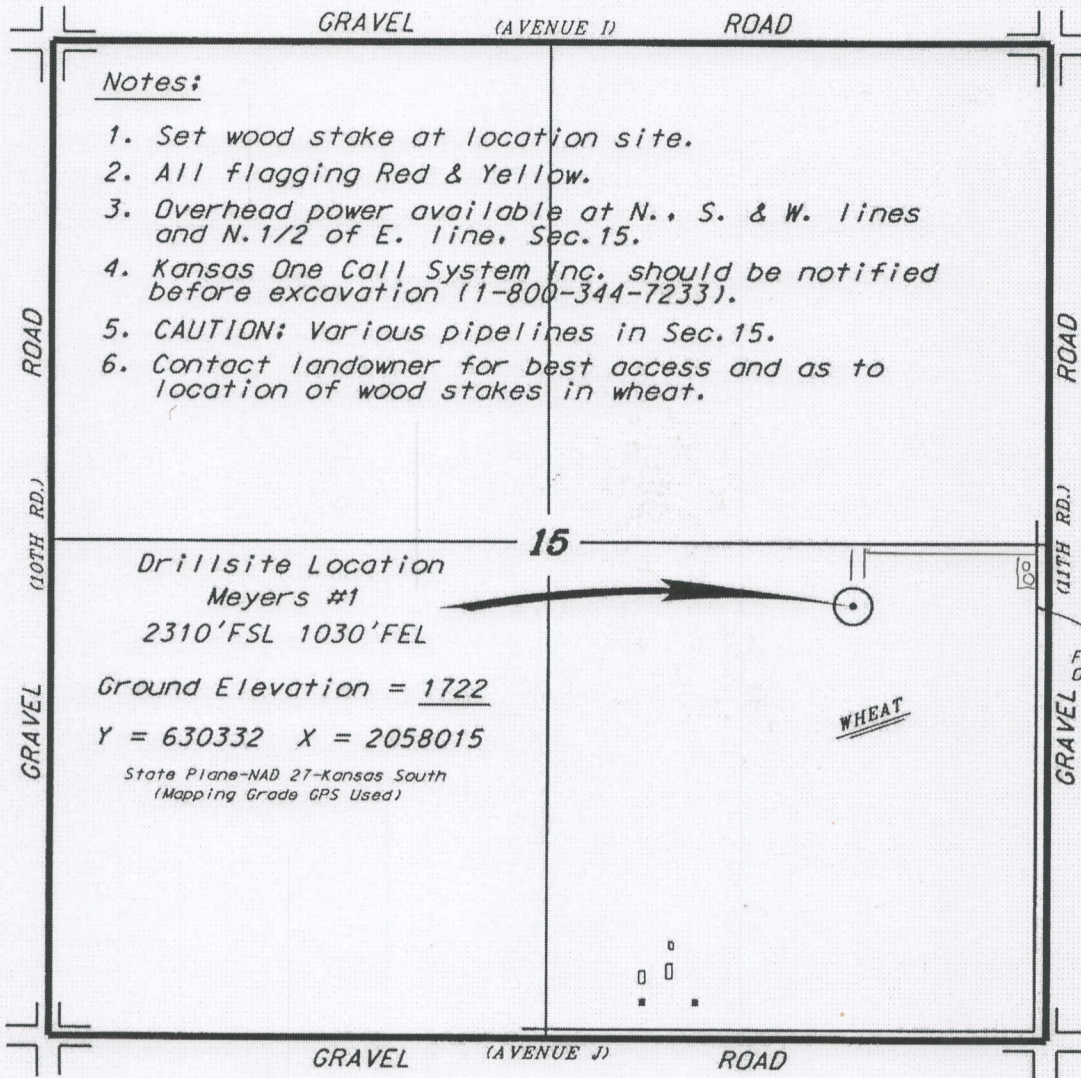 GRAVEL (AVENUE I) ROAD
Notes:
1. Set wood stake at location site.
2. All flagging Red & Yellow.
3. Overhead power available at N., S. & W. lines
and N.1/2 of E. line, Sec.15.
4. Kansas One Call System Inc. should be notified
before excavation (1-800-344-7233).
5. CAUTION: Various pipelines in Sec.15.
6. Contact landowner for best access and as to
location of wood stakes in wheat.
GRAVEL (10TH RD.) ROAD
GRAVEL (11TH RD.) ROAD
15
Drillsite Location
Meyers #1
2310'FSL 1030'FEL
Ground Elevation = 1722
Y = 630332 X = 2058015
State Plane-NAD 27-Kansas South
(Mapping Grade GPS Used)
WHEAT
GRAVEL (AVENUE J) ROAD